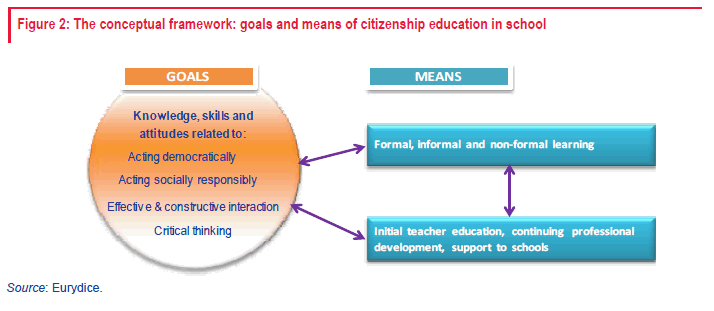 Figure 2: The conceptual framework: goals and means of citizenship education in school
GOALS
MEANS
Knowledge, skills and
attitudes related to:
Acting democratically
Acting socially responsibly
Effective & constructive interaction
Critical thinking
Formal, informal and non-formal learning
Initial teacher education, continuing professional
development, support to schools
Source: Eurydice.